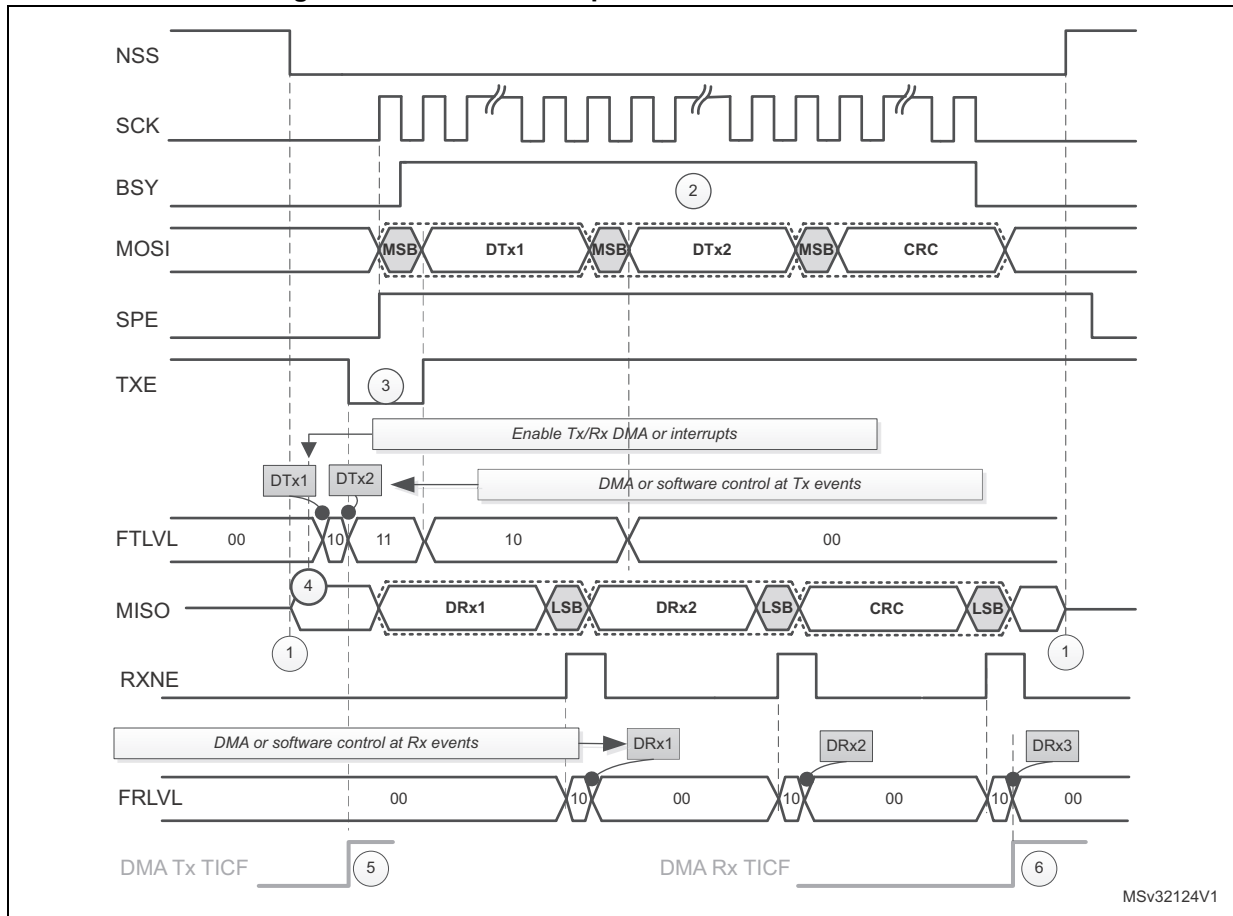 NSS
SCK
BSY
2
MOSI
MSB DTx1 MSB DTx2 MSB CRC
SPE
TXE
3
Enable Tx/Rx DMA or interrupts
DTx1 DTx2 DMA or software control at Tx events
FTLVL 00 10 11 10 00
4
MISO DRx1 LSB DRx2 LSB CRC LSB
1 1
RXNE
DMA or software control at Rx events DRx1 DRx2 DRx3
FRLVL 00 10 00 10 00 10 00
DMA Tx TICF 5 DMA Rx TICF 6
MSv32124V1